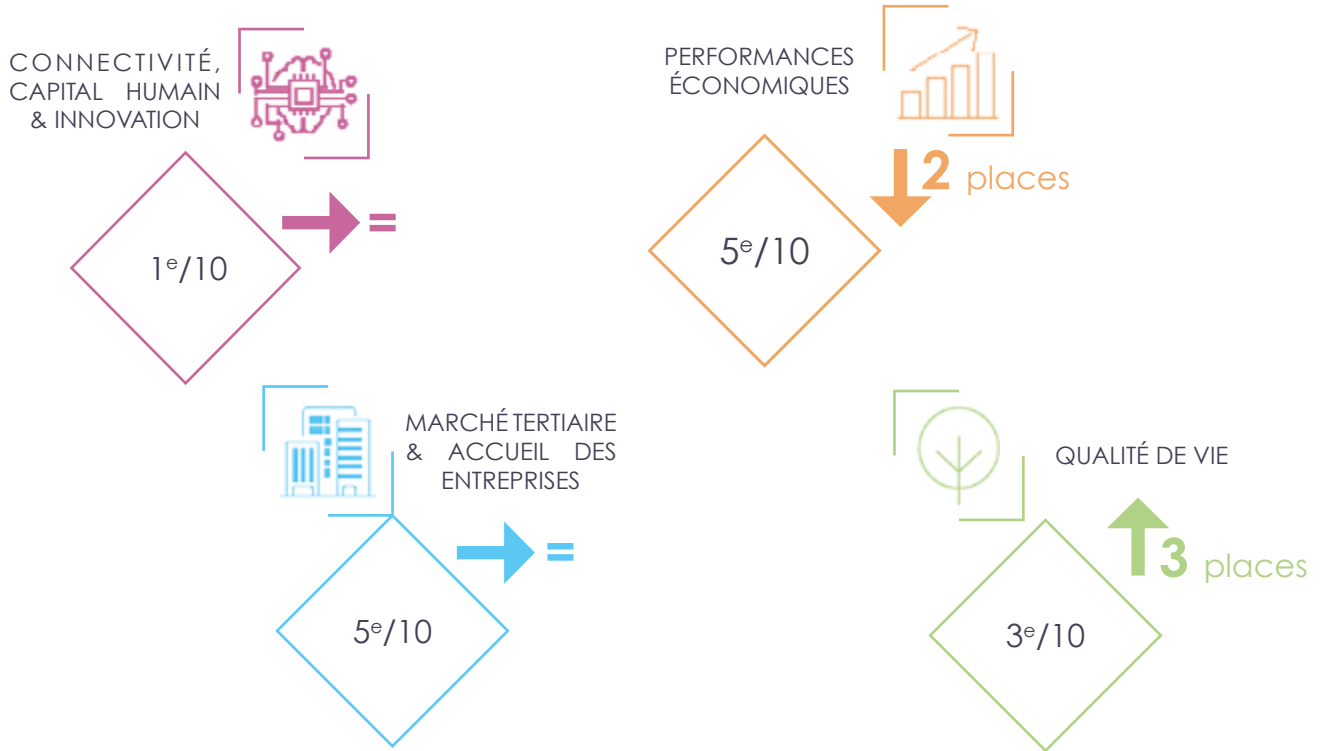 CONNECTIVITÉ,
CAPITAL HUMAIN
& INNOVATION
=
1e/10
PERFORMANCES
ÉCONOMIQUES
2 places
5e/10
MARCHÉ TERTIAIRE
& ACCUEIL DES
ENTREPRISES
=
5e/10
QUALITÉ DE VIE
3 places
3e/10